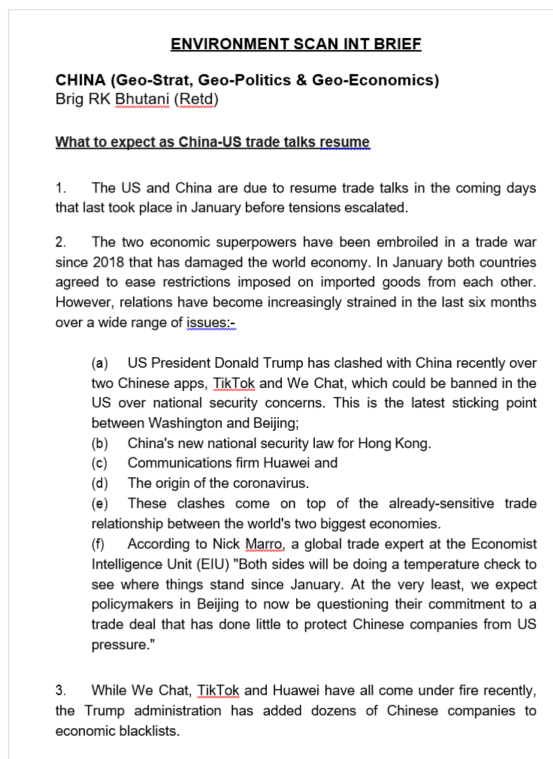 ENVIRONMENT SCAN INT BRIEF
CHINA (Geo-Strat, Geo-Politics & Geo-Economics)
Brig RK Bhutani (Retd)
What to expect as China-US trade talks resume
1. The US and China are due to resume trade talks in the coming days
that last took place in January before tensions escalated.
2. The two economic superpowers have been embroiled in a trade war
since 2018 that has damaged the world economy. In January both countries
agreed to ease restrictions imposed on imported goods from each other.
However, relations have become increasingly strained in the last six months
over a wide range of issues:-
(a) US President Donald Trump has clashed with China recently over
two Chinese apps, TikTok and We Chat, which could be banned in the
US over national security concerns. This is the latest sticking point
between Washington and Beijing;
(b) China's new national security law for Hong Kong.
(c) Communications firm Huawei and
(d) The origin of the coronavirus.
(e) These clashes come on top of the already-sensitive trade
relationship between the world's two biggest economies.
(f) According to Nick Marro, a global trade expert at the Economist
Intelligence Unit (EIU) "Both sides will be doing a temperature check to
see where things stand since January. At the very least, we expect
policymakers in Beijing to now be questioning their commitment to a
trade deal that has done little to protect Chinese companies from US
pressure."
3. While We Chat, TikTok and Huawei have all come under fire recently,
the Trump administration has added dozens of Chinese companies to
economic blacklists.